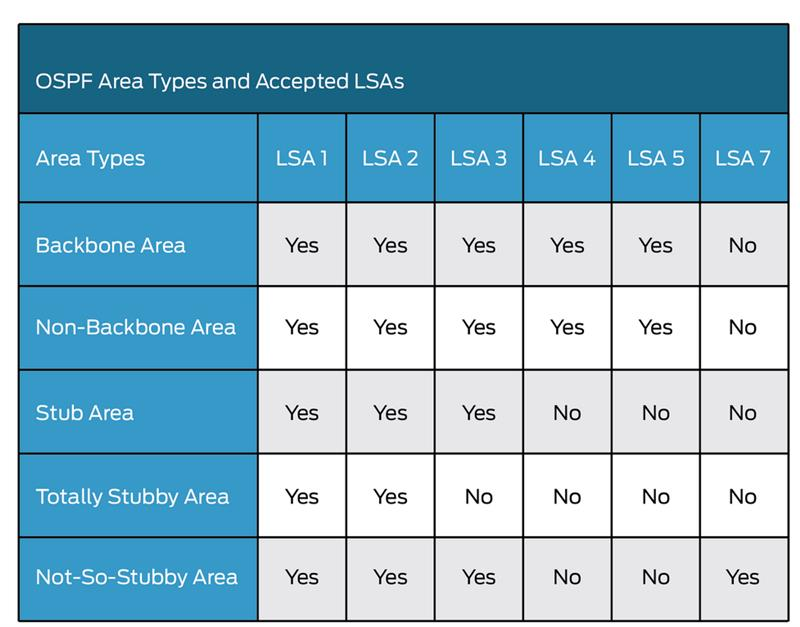 OSPF Area Types and Accepted LSAs
Area Types LSA 1 LSA 2 LSA 3 LSA 4 LSA 5 LSA 7
Backbone Area Yes Yes Yes Yes Yes No
Non-Backbone Area Yes Yes Yes Yes Yes No
Stub Area Yes Yes Yes No No No
Totally Stubby Area Yes Yes No No No No
Not-So-Stubby Area Yes Yes Yes No No Yes